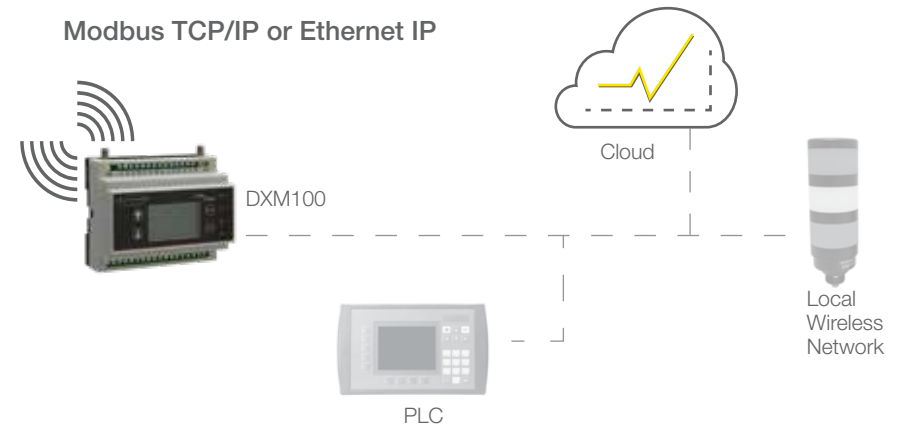 Modbus TCP/IP or Ethernet IP
Cloud
DXM100
Local
Wireless
Network
PLC